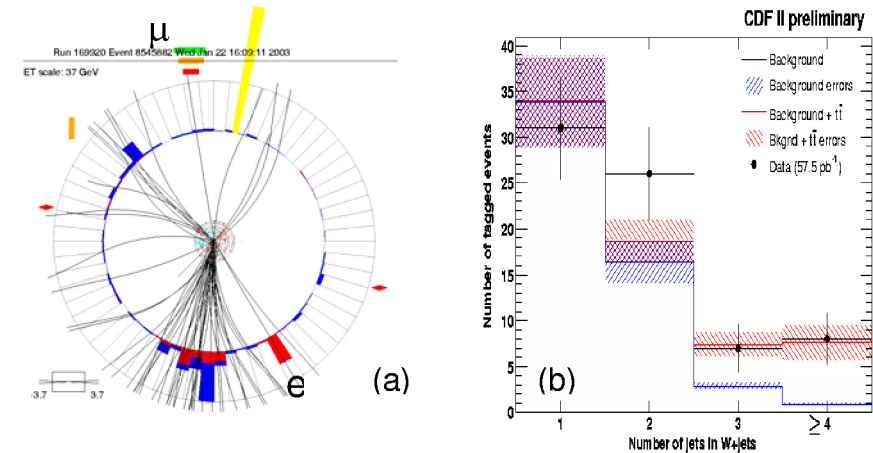 μ
Run 169920 Event 8545882 Wed Jan 22 16:09:11 2003
ET scale: 37 GeV
e
(a)
-3.7 3.7
CDF II preliminary
Number of tagged events
40
35
30
25
20
15
10
5
0
Background
Background errors
Background + tt̄
Bkgnd + tt̄ errors
Data (57.5 pb⁻¹)
(b)
1 2 3 ≥4
Number of jets in W+jets